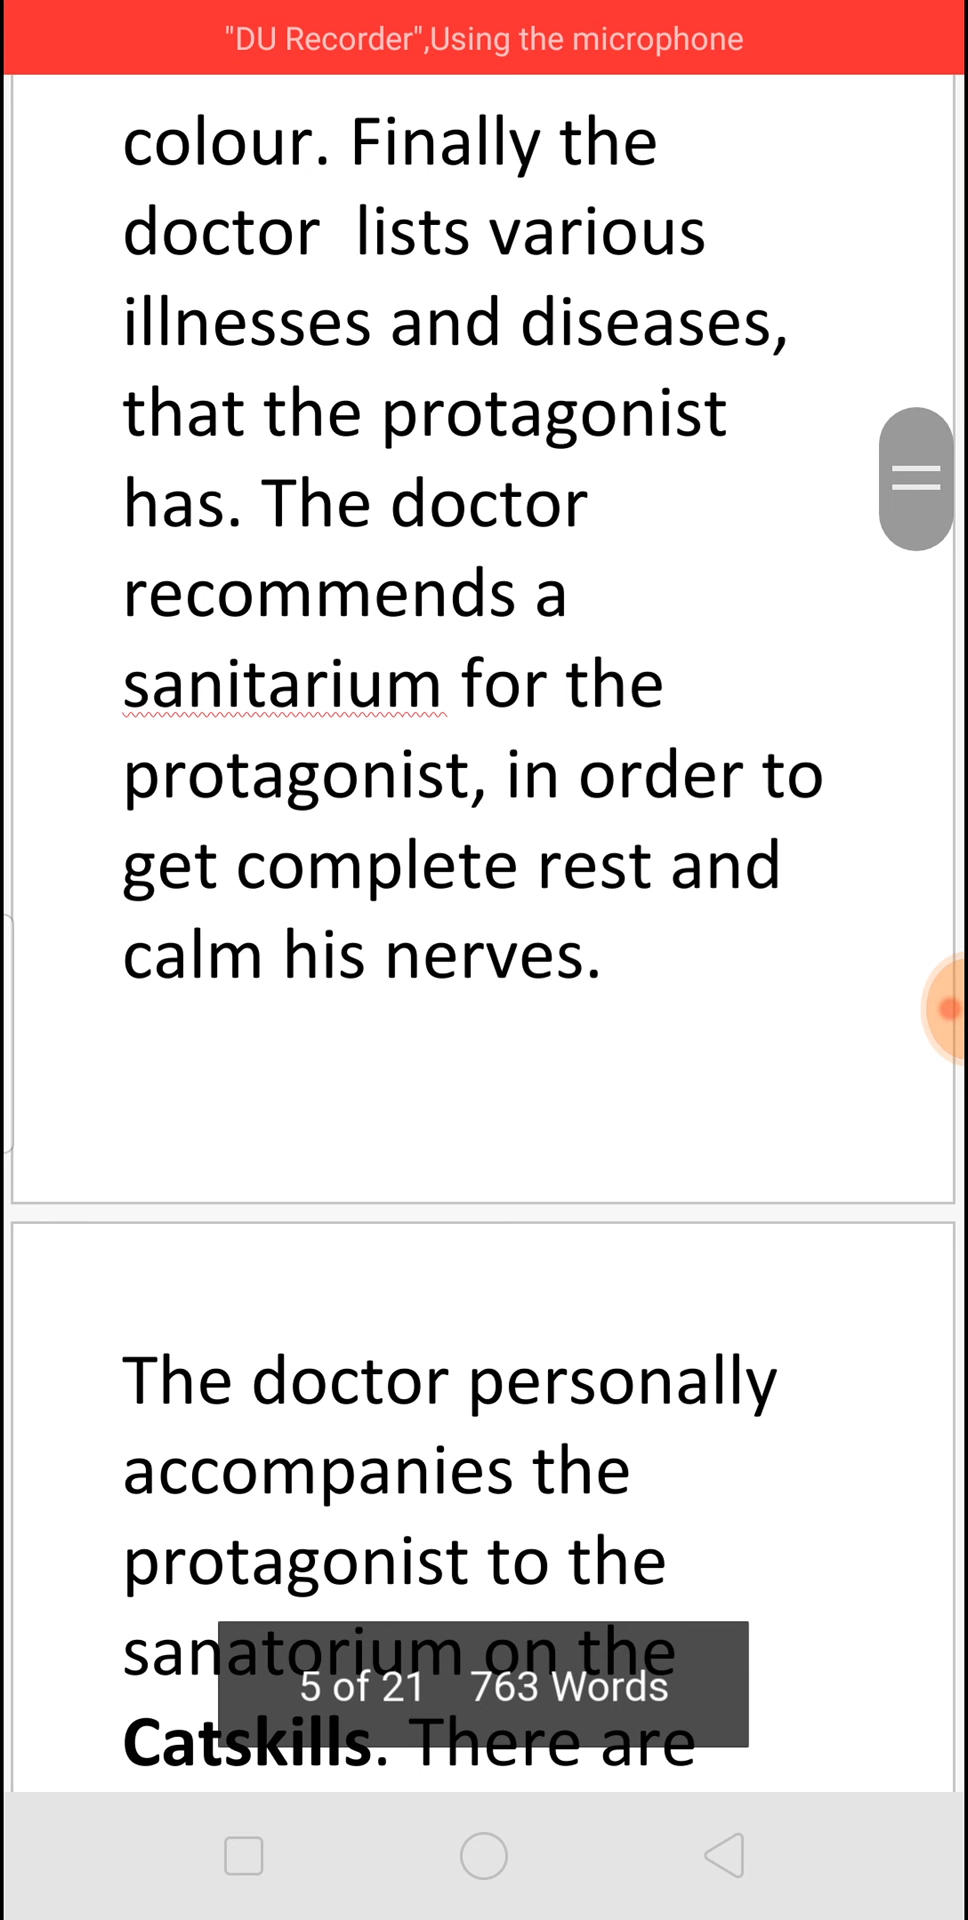 "DU Recorder",Using the microphone
colour. Finally the
doctor  lists various
illnesses and diseases,
that the protagonist
has. The doctor
recommends a
sanitarium for the
protagonist, in order to
get complete rest and
calm his nerves.
The doctor personally
accompanies the
protagonist to the
sanatorium on the
5 of 21 763 Words
Catskills. There are